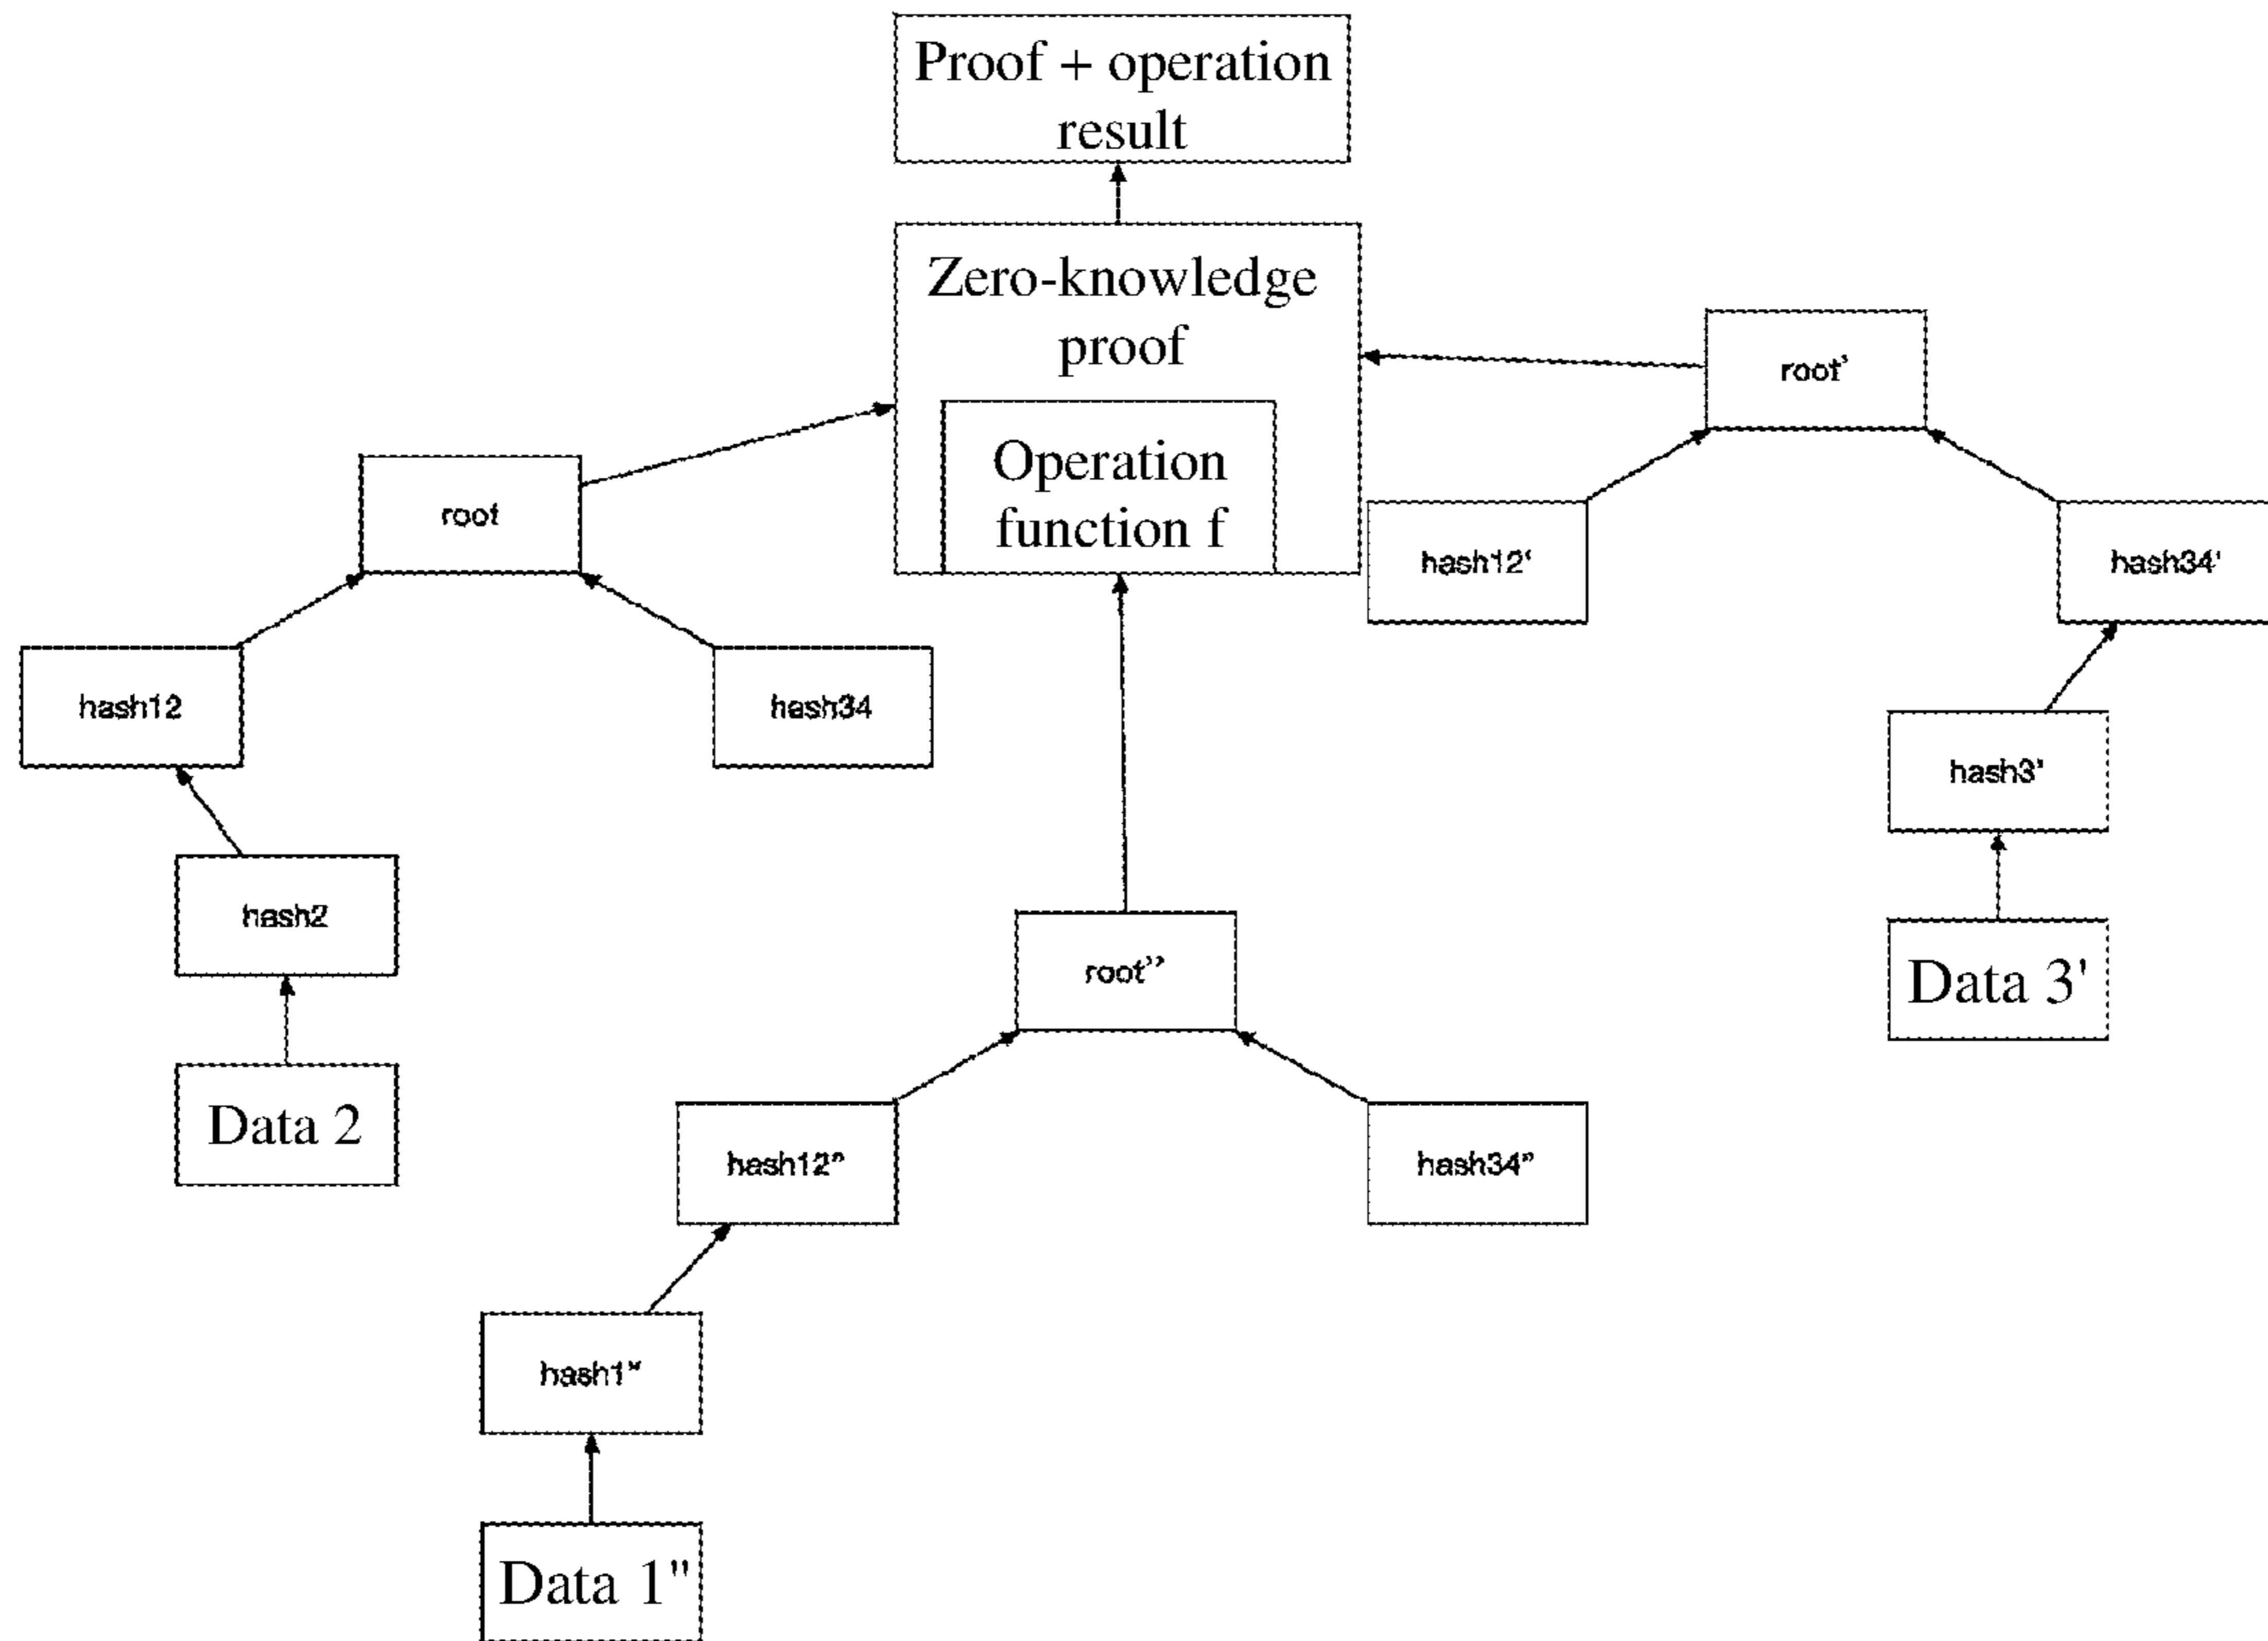 Proof + operation
result
Zero-knowledge
proof
Operation
function f
root'
root
hash12'
hash34'
hash12
hash34
hash3'
hash2
root''
Data 3'
Data 2
hash12"
hash34"
hash1"
Data 1"